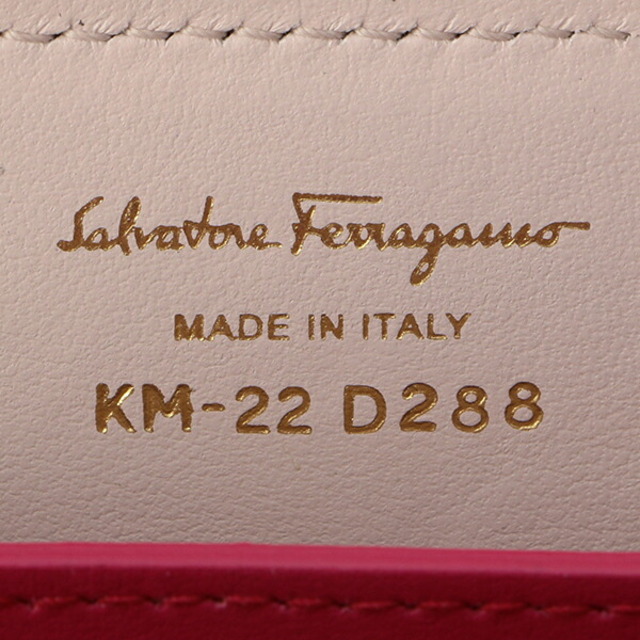 Salvatore Ferragamo
MADE IN ITALY
KM-22 D288